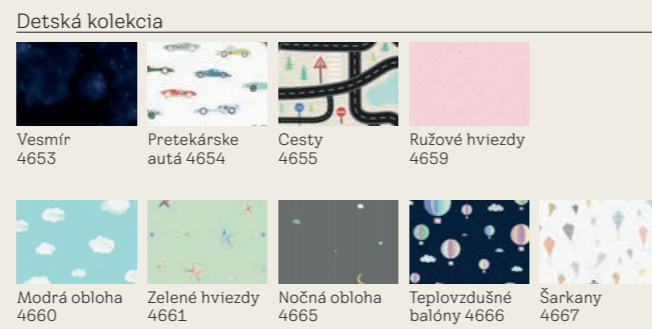 Detská kolekcia
Vesmír
4653
Pretekárske
autá 4654
Cesty
4655
Ružové hviezdy
4659
Modrá obloha
4660
Zelené hviezdy
4661
Nočná obloha
4665
Teplovzdušné
balóny 4666
Šarkany
4667